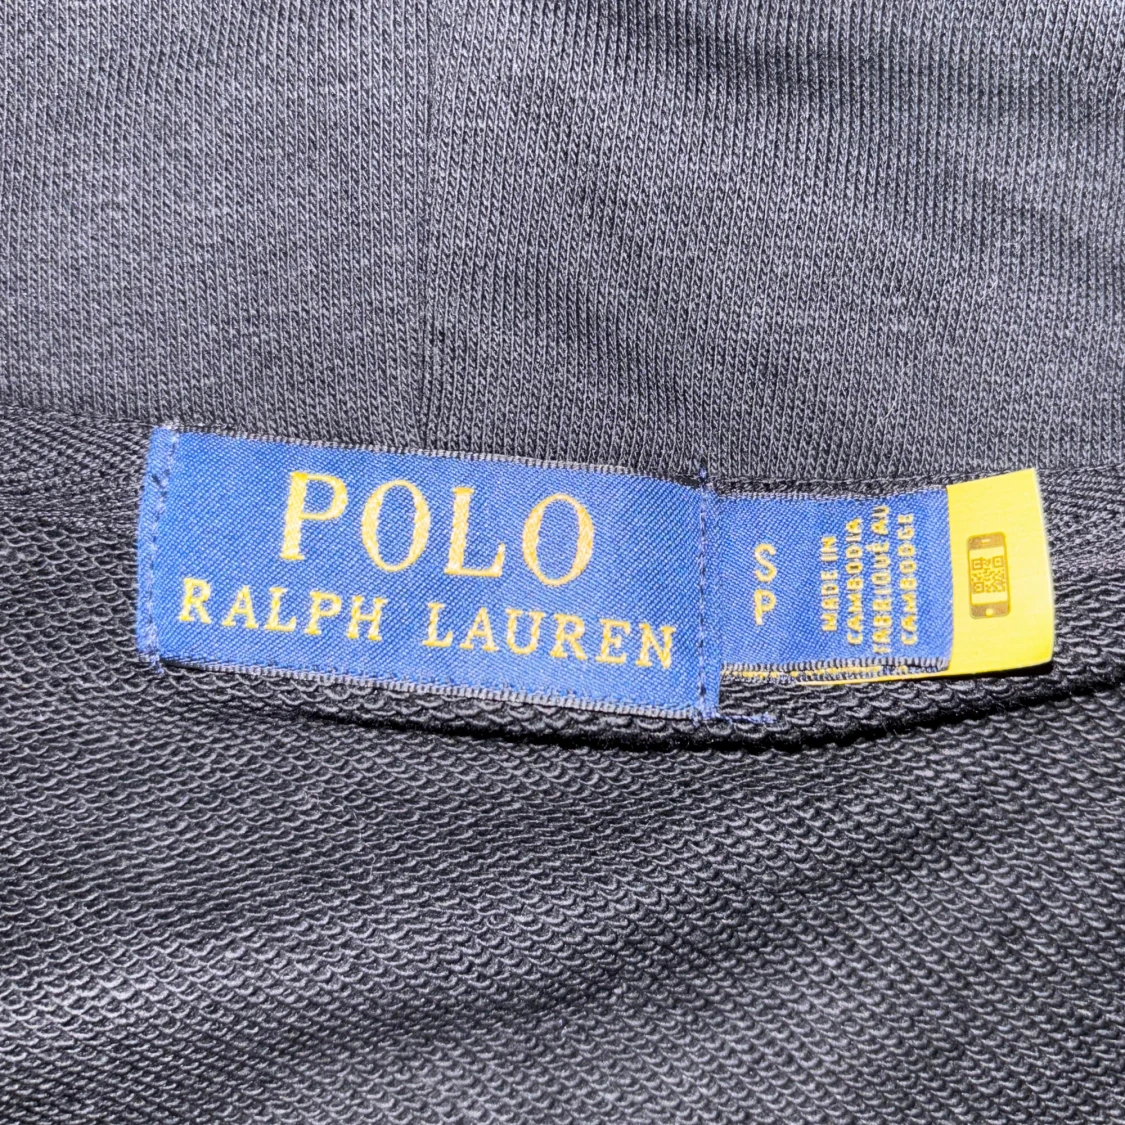 POLO
RALPH LAUREN
S
P
MADE IN
CAMBODIA
FABRIQUÉ AU
CAMBODGE